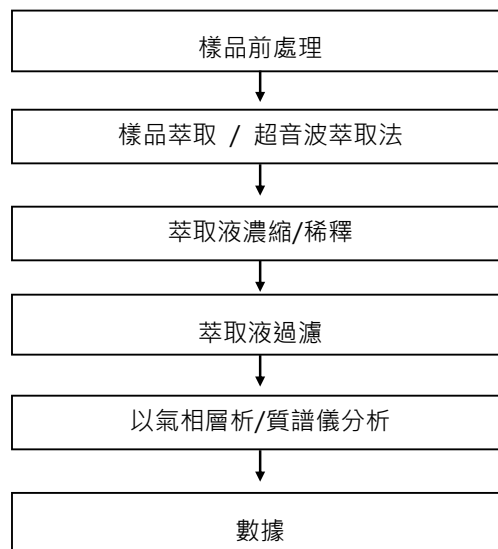 樣品前處理
樣品萃取 / 超音波萃取法
萃取液濃縮/稀釋
萃取液過濾
以氣相層析/質譜儀分析
數據